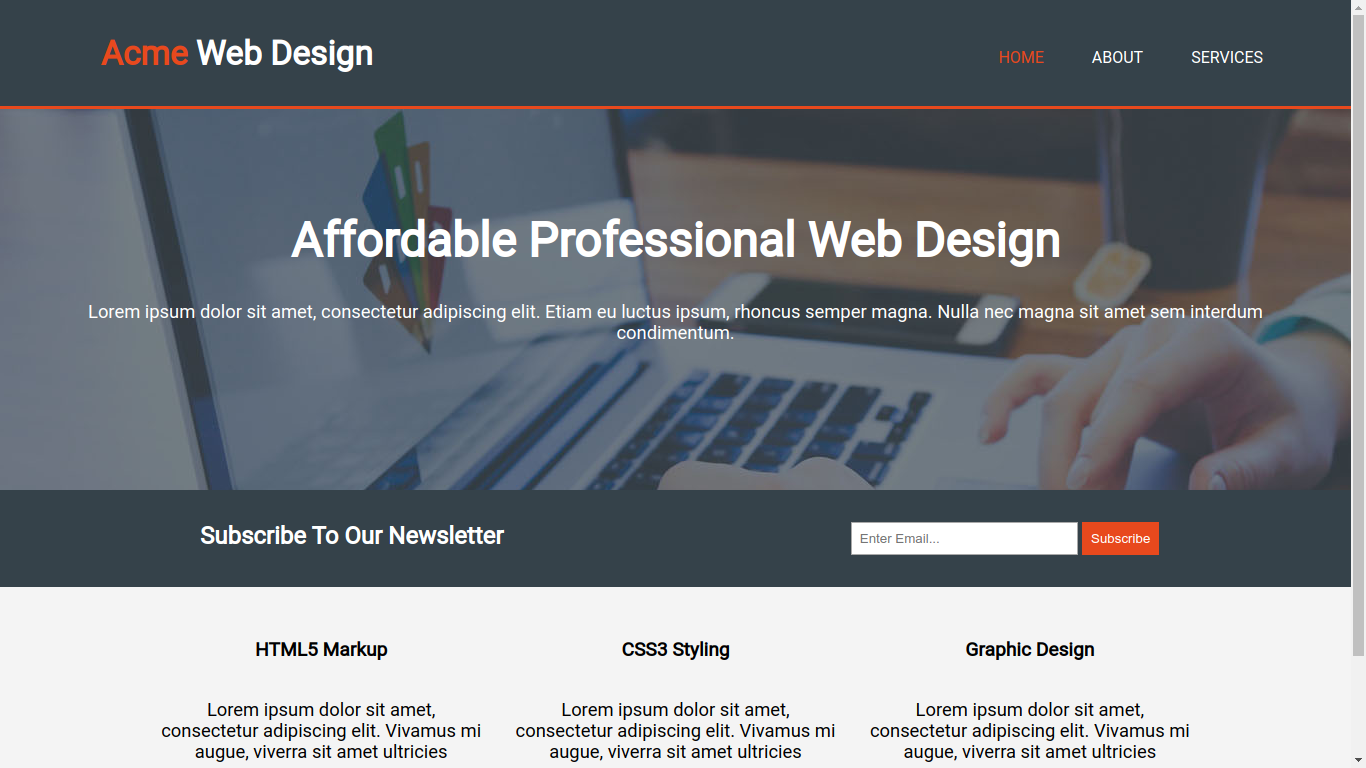 Acme Web Design
HOME ABOUT SERVICES
Affordable Professional Web Design
Lorem ipsum dolor sit amet, consectetur adipiscing elit. Etiam eu luctus ipsum, rhoncus semper magna. Nulla nec magna sit amet sem interdum
condimentum.
Subscribe To Our Newsletter
Enter Email... Subscribe
HTML5 Markup
Lorem ipsum dolor sit amet,
consectetur adipiscing elit. Vivamus mi
augue, viverra sit amet ultricies
CSS3 Styling
Lorem ipsum dolor sit amet,
consectetur adipiscing elit. Vivamus mi
augue, viverra sit amet ultricies
Graphic Design
Lorem ipsum dolor sit amet,
consectetur adipiscing elit. Vivamus mi
augue, viverra sit amet ultricies